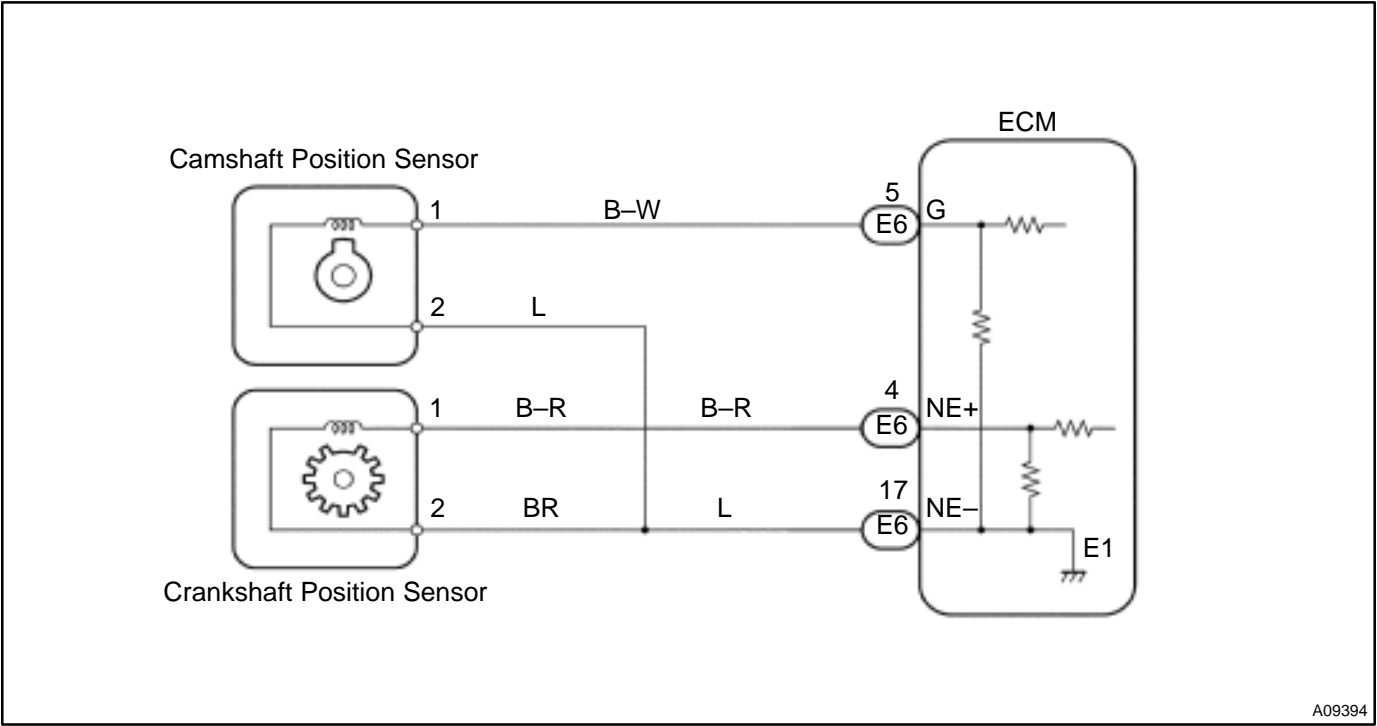 ECM
Camshaft Position Sensor
1 B–W 5 E6 G
2 L
1 B–R B–R 4 E6 NE+
2 BR L 17 E6 NE–
E1
Crankshaft Position Sensor
A09394